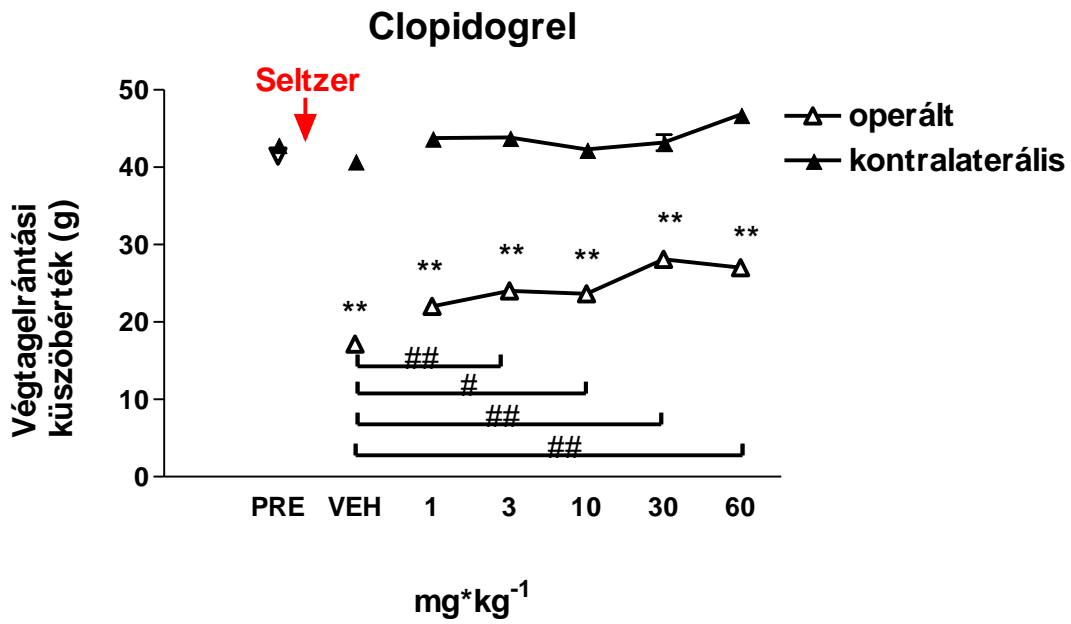 Clopidogrel
Seltzer
operált
kontralaterális
Végtagelrántási
küszöbérték (g)
50
40
30
20
10
0
**
**
**
**
**
**
##
#
##
##
PRE VEH 1 3 10 30 60
mg*kg⁻¹